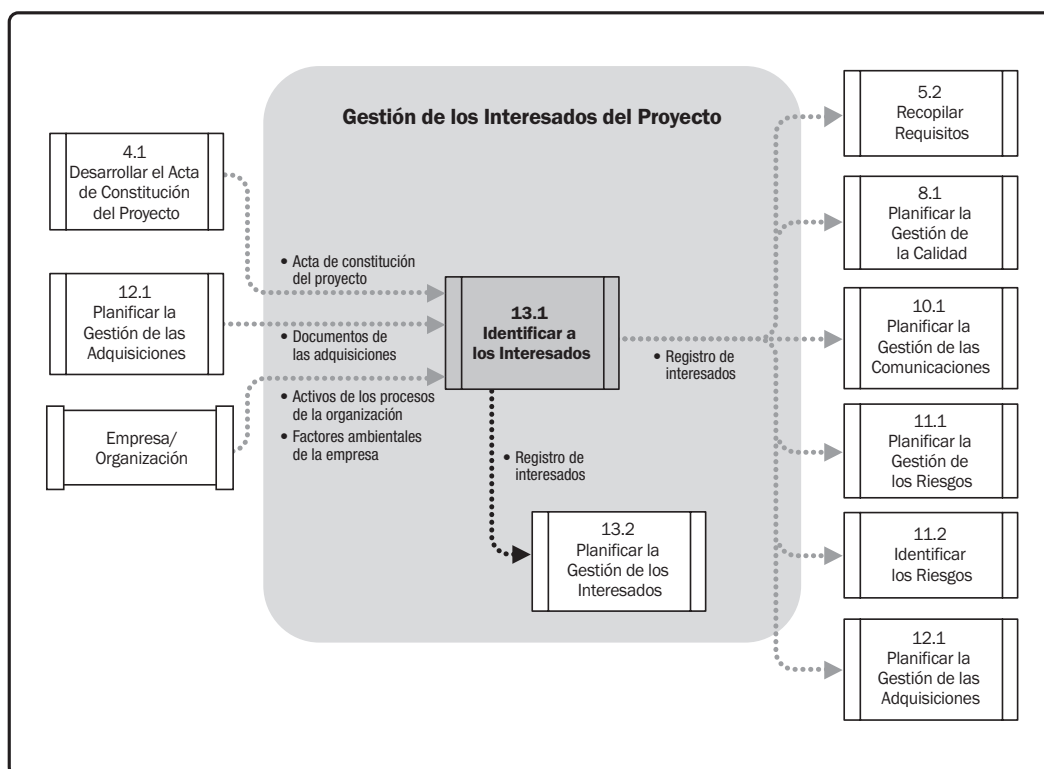 Gestión de los Interesados del Proyecto
4.1
Desarrollar el Acta
de Constitución
del Proyecto
12.1
Planificar la
Gestión de las
Adquisiciones
Empresa/
Organización
• Acta de constitución
del proyecto
• Documentos de
las adquisiciones
• Activos de los procesos
de la organización
• Factores ambientales
de la empresa
13.1
Identificar a
los Interesados
• Registro de
interesados
• Registro de
interesados
13.2
Planificar la
Gestión de los
Interesados
5.2
Recopilar
Requisitos
8.1
Planificar la
Gestión de
la Calidad
10.1
Planificar la
Gestión de las
Comunicaciones
11.1
Planificar la
Gestión de
los Riesgos
11.2
Identificar
los Riesgos
12.1
Planificar la
Gestión de las
Adquisiciones